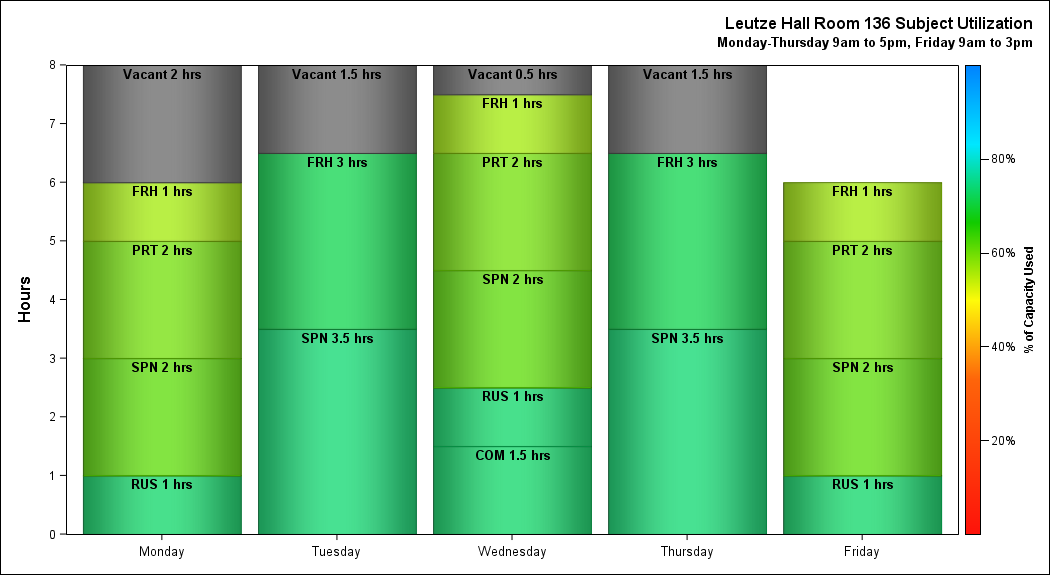 Leutze Hall Room 136 Subject Utilization
Monday-Thursday 9am to 5pm, Friday 9am to 3pm
Hours
8
7
6
5
4
3
2
1
0
Vacant 2 hrs
FRH 1 hrs
PRT 2 hrs
SPN 2 hrs
RUS 1 hrs
Monday
Vacant 1.5 hrs
FRH 3 hrs
SPN 3.5 hrs
Tuesday
Vacant 0.5 hrs
FRH 1 hrs
PRT 2 hrs
SPN 2 hrs
RUS 1 hrs
COM 1.5 hrs
Wednesday
Vacant 1.5 hrs
FRH 3 hrs
SPN 3.5 hrs
Thursday
FRH 1 hrs
PRT 2 hrs
SPN 2 hrs
RUS 1 hrs
Friday
80%
60%
40%
20%
% of Capacity Used